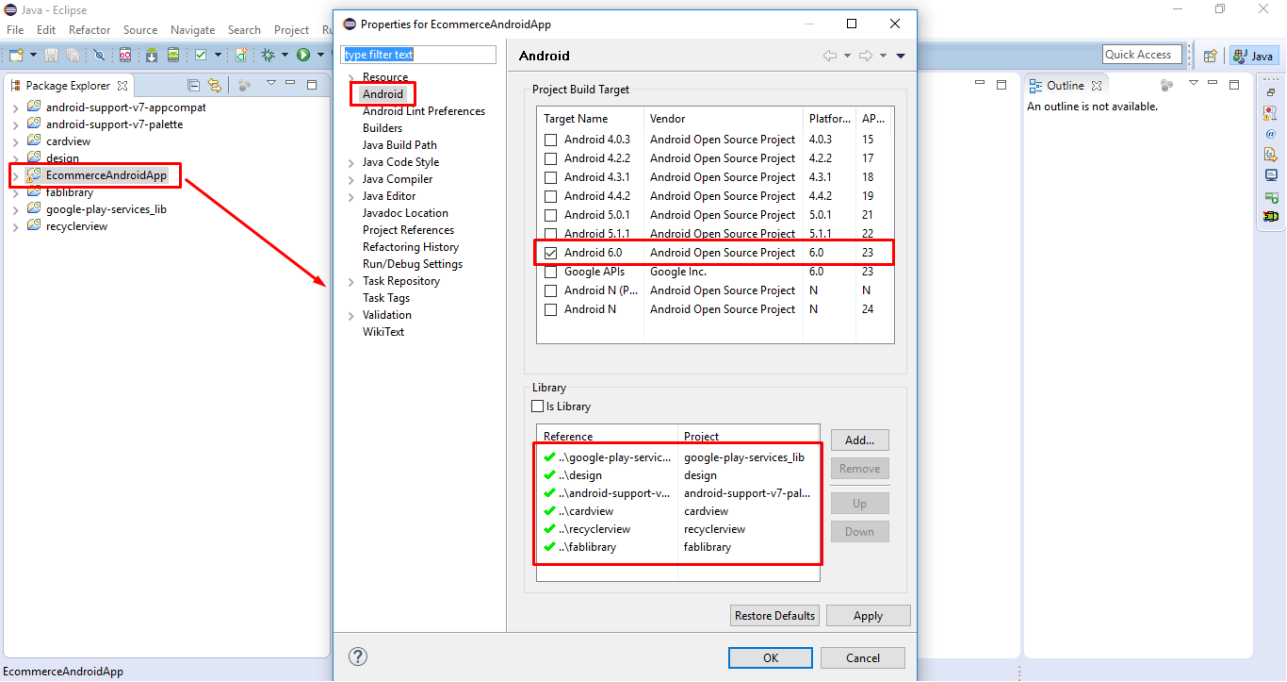 Java - Eclipse
File Edit Refactor Source Navigate Search Project Ru
Quick Access
Java
Package Explorer
android-support-v7-appcompat
android-support-v7-palette
cardview
design
EcommerceAndroidApp
fablibrary
google-play-services_lib
recyclerview
Properties for EcommerceAndroidApp
type filter text
Resource
Android
Android Lint Preferences
Builders
Java Build Path
Java Code Style
Java Compiler
Java Editor
Javadoc Location
Project References
Refactoring History
Run/Debug Settings
Task Repository
Task Tags
Validation
WikiText
Android
Project Build Target
Target Name Vendor Platfor... AP...
Android 4.0.3 Android Open Source Project 4.0.3 15
Android 4.2.2 Android Open Source Project 4.2.2 17
Android 4.3.1 Android Open Source Project 4.3.1 18
Android 4.4.2 Android Open Source Project 4.4.2 19
Android 5.0.1 Android Open Source Project 5.0.1 21
Android 5.1.1 Android Open Source Project 5.1.1 22
Android 6.0 Android Open Source Project 6.0 23
Google APIs Google Inc. 6.0 23
Android N (P... Android Open Source Project N N
Android N Android Open Source Project N 24
Library
Is Library
Reference Project
..\google-play-servic... google-play-services_lib
..\design design
..\android-support-v... android-support-v7-pal...
..\cardview cardview
..\recyclerview recyclerview
..\fablibrary fablibrary
Add...
Remove
Up
Down
Restore Defaults Apply
OK Cancel
Outline
An outline is not available.
EcommerceAndroidApp